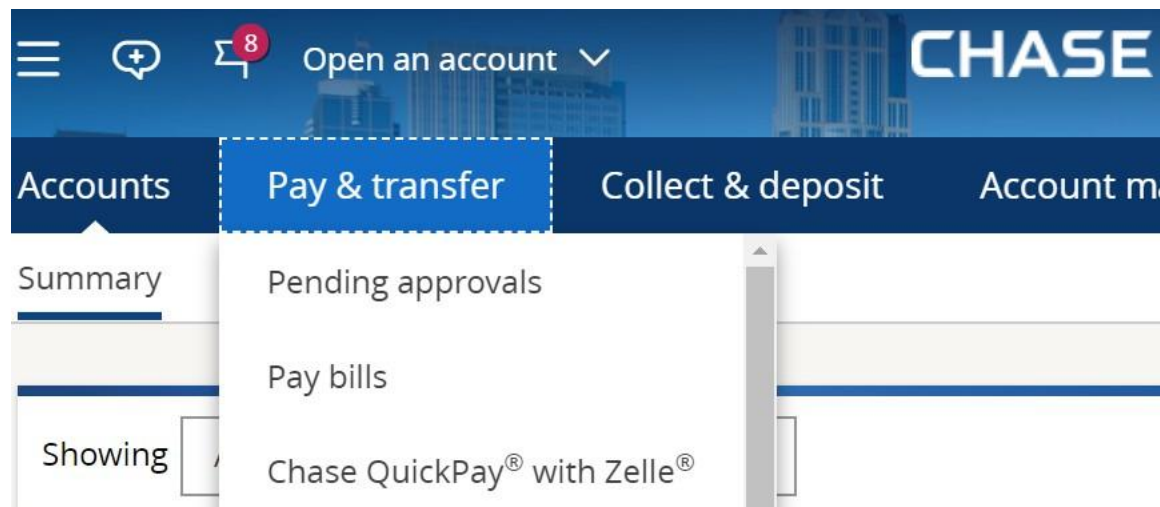 8
Open an account
CHASE
Accounts Pay & transfer Collect & deposit Account
Summary
Pending approvals
Pay bills
Showing
Chase QuickPay® with Zelle®